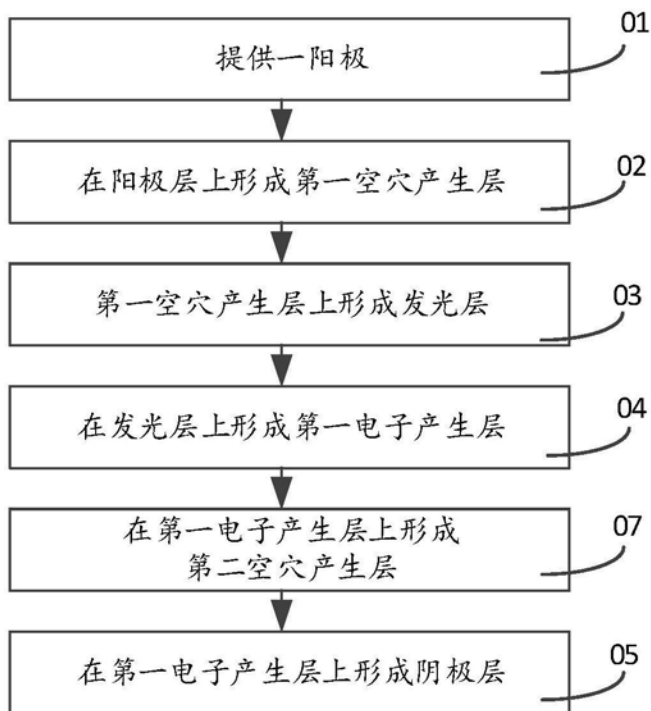 提供一阳极
01
在阳极层上形成第一空穴产生层
02
第一空穴产生层上形成发光层
03
在发光层上形成第一电子产生层
04
在第一电子产生层上形成
第二空穴产生层
07
在第一电子产生层上形成阴极层
05